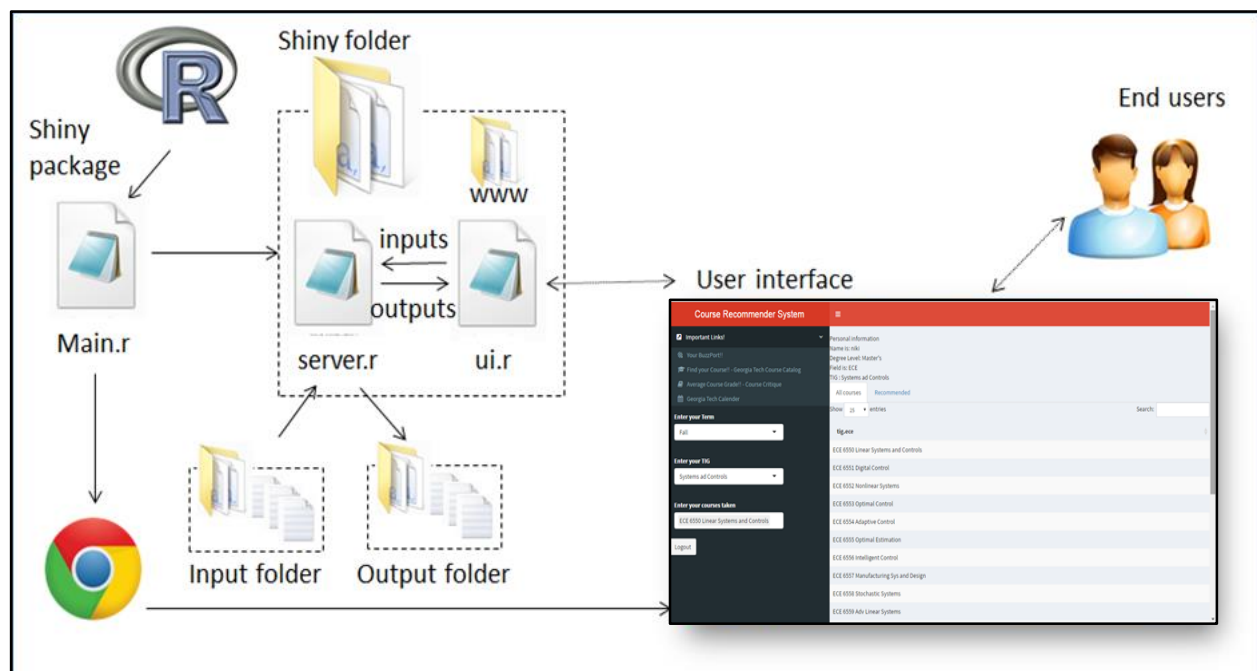 R
Shiny folder
Shiny
package
Main.r
WWW
inputs
outputs
server.r
ui.r
Input folder
Output folder
End users
User interface
Course Recommender System
Important Links!
Your BuzzPort!!
Find your Course!! - Georgia Tech Course Catalog
Average Course Grade!! - Course Critique
Georgia Tech Calender
Enter your Term
Fall
Enter your TIG
Systems ad Controls
Enter your courses taken
ECE 6550 Linear Systems and Controls
Logout
Personal information
Name is: niki
Degree Level: Master's
Field is: ECE
TIG : Systems ad Controls
All courses Recommended
Show entries Search:
tig.ece
ECE 6550 Linear Systems and Controls
ECE 6551 Digital Control
ECE 6552 Nonlinear Systems
ECE 6553 Optimal Control
ECE 6554 Adaptive Control
ECE 6555 Optimal Estimation
ECE 6556 Intelligent Control
ECE 6557 Manufacturing Sys and Design
ECE 6558 Stochastic Systems
ECE 6559 Adv Linear Systems